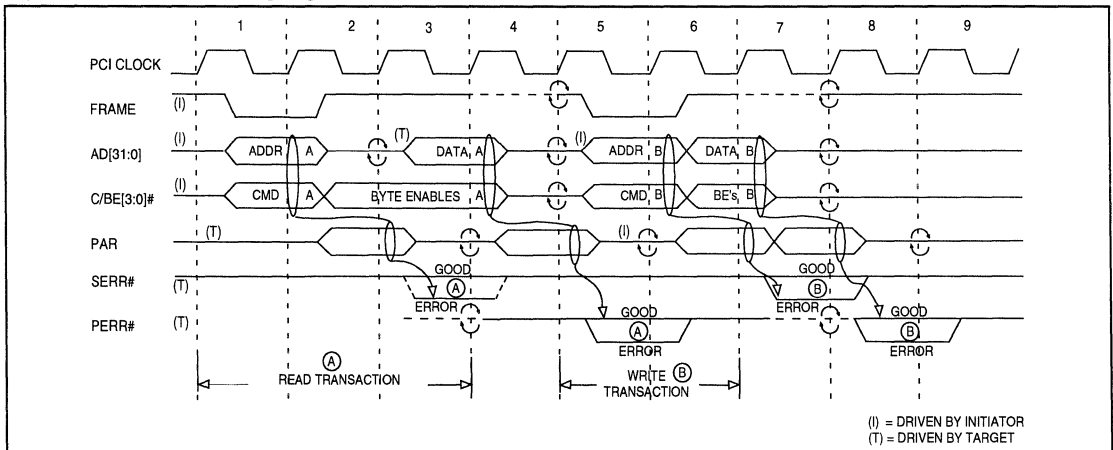 1 2 3 4 5 6 7 8 9
PCI CLOCK
FRAME (I)
AD[31:0] (I) ADDR A (T) DATA A (I) ADDR B DATA B
C/BE[3:0]# (I) CMD A BYTE ENABLES A CMD B BE's B
PAR (T) (I)
GOOD GOOD
SERR# (T) A B
ERROR ERROR
GOOD GOOD
PERR# (T) A B
ERROR ERROR
A
READ TRANSACTION
WRITE B
TRANSACTION
(I) = DRIVEN BY INITIATOR
(T) = DRIVEN BY TARGET